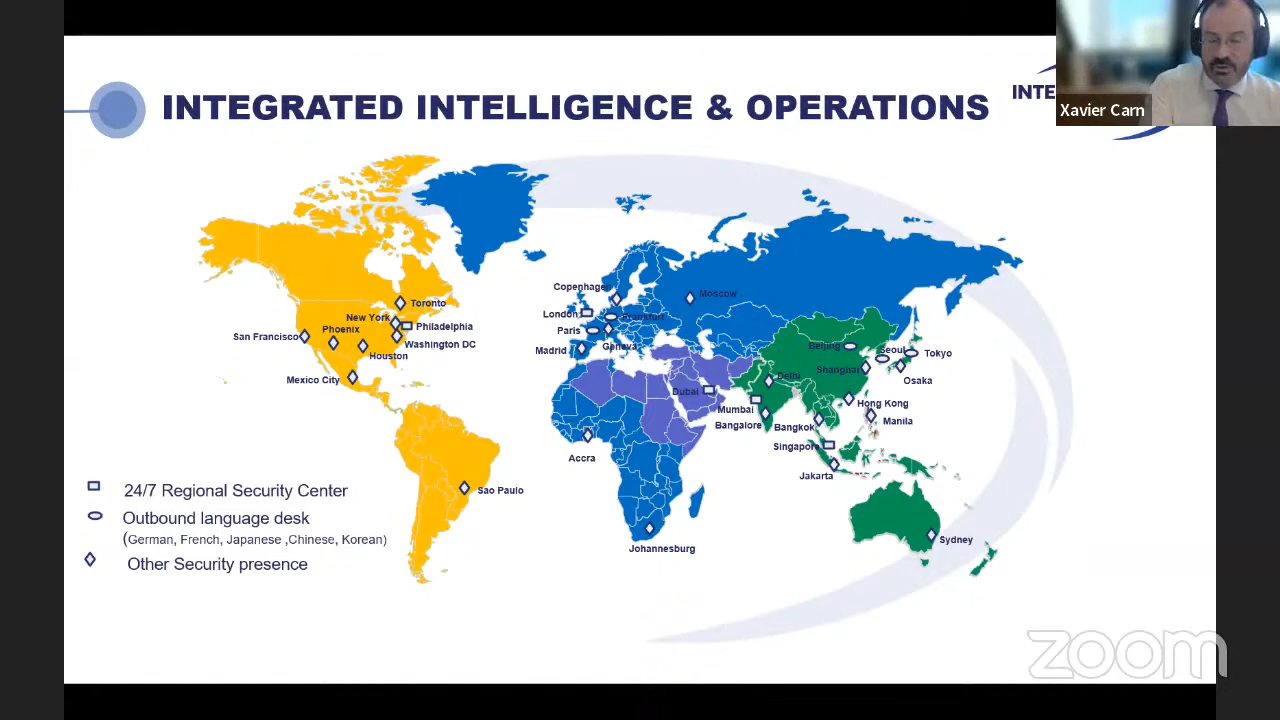 INTEGRATED INTELLIGENCE & OPERATIONS
INTE
Xavier Carn
Copenhagen
Moscow
Toronto
London
Frankfurt
New York
Philadelphia
Paris
Phoenix
San Francisco
Washington DC
Geneva
Madrid
Houston
Beijing
Seoul
Tokyo
Shanghai
Delhi
Osaka
Mexico City
Dubai
Mumbai
Hong Kong
Bangalore
Bangkok
Manila
Singapore
Accra
Jakarta
Sao Paulo
Johannesburg
Sydney
24/7 Regional Security Center
Outbound language desk
(German, French, Japanese ,Chinese, Korean)
Other Security presence
zoom